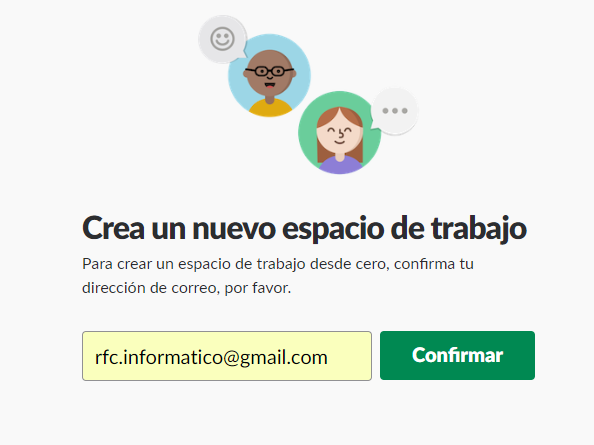 Crea un nuevo espacio de trabajo
Para crear un espacio de trabajo desde cero, confirma tu
dirección de correo, por favor.
rfc.informatico@gmail.com
Confirmar